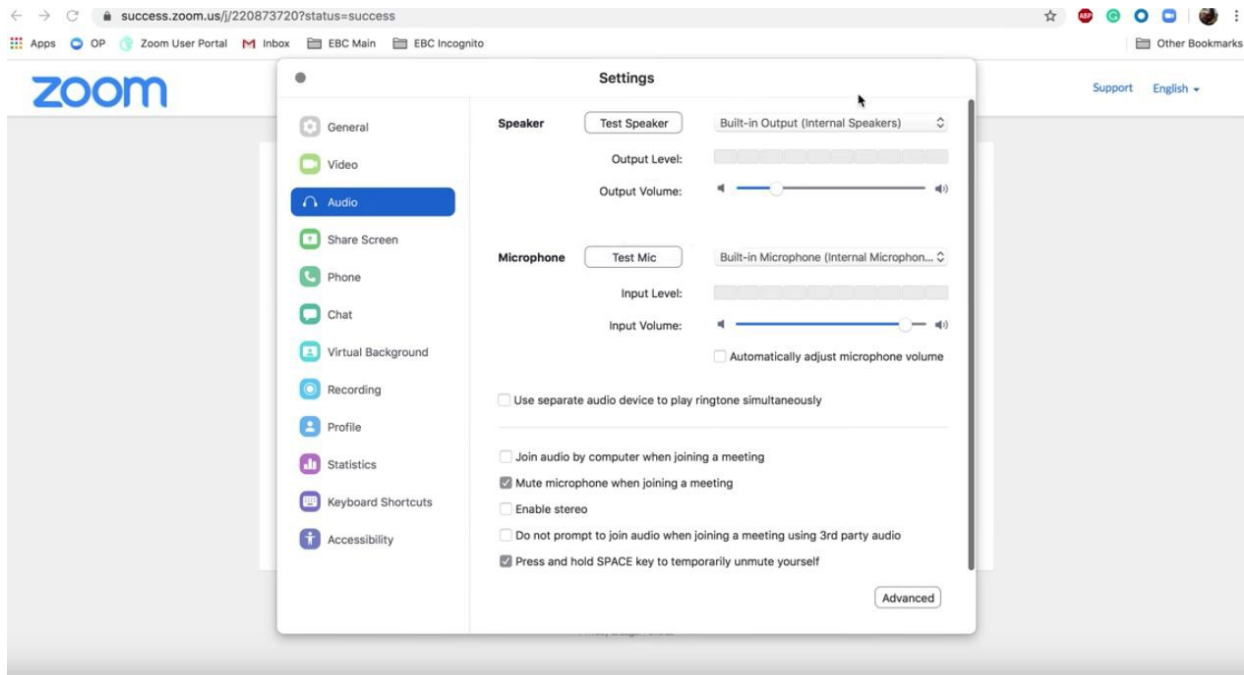 success.zoom.us/j/220873720?status=success
ABP
Apps OP Zoom User Portal M Inbox EBC Main EBC Incognito Other Bookmarks
zoom
Settings
Support English
General
Video
Audio
Share Screen
Phone
Chat
Virtual Background
Recording
Profile
Statistics
Keyboard Shortcuts
Accessibility
Speaker Test Speaker Built-in Output (Internal Speakers)
Output Level:
Output Volume:
Microphone Test Mic Built-in Microphone (Internal Microphon...
Input Level:
Input Volume:
Automatically adjust microphone volume
Use separate audio device to play ringtone simultaneously
Join audio by computer when joining a meeting
Mute microphone when joining a meeting
Enable stereo
Do not prompt to join audio when joining a meeting using 3rd party audio
Press and hold SPACE key to temporarily unmute yourself
Advanced